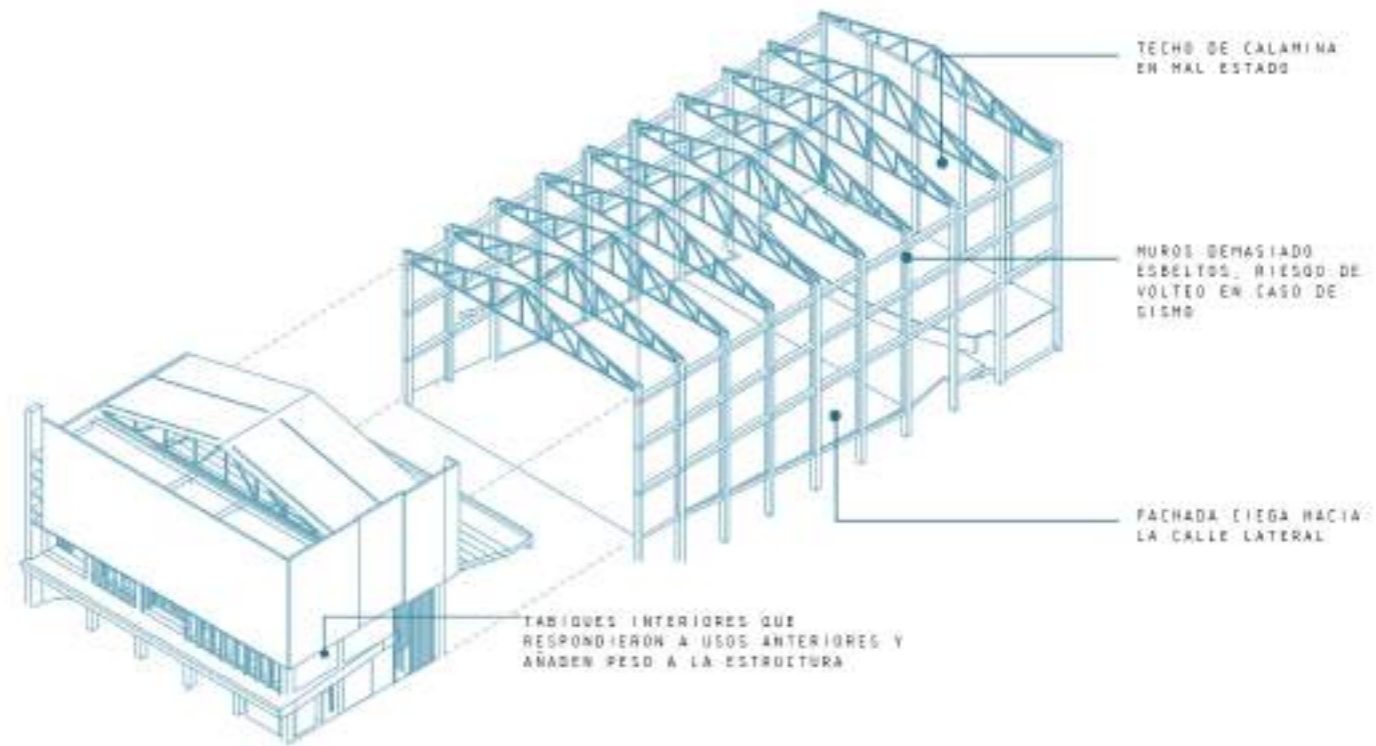 TECHO DE CALAMINA
EN MAL ESTADO
MUROS DEMASIADO
ESBELTOS, RIESGO DE
VOLTEO EN CASO DE
SISMO
FACHADA CIEGA HACIA
LA CALLE LATERAL
TABIQUES INTERIORES QUE
RESPONDIERON A USOS ANTERIORES Y
AÑADEN PESO A LA ESTRUCTURA